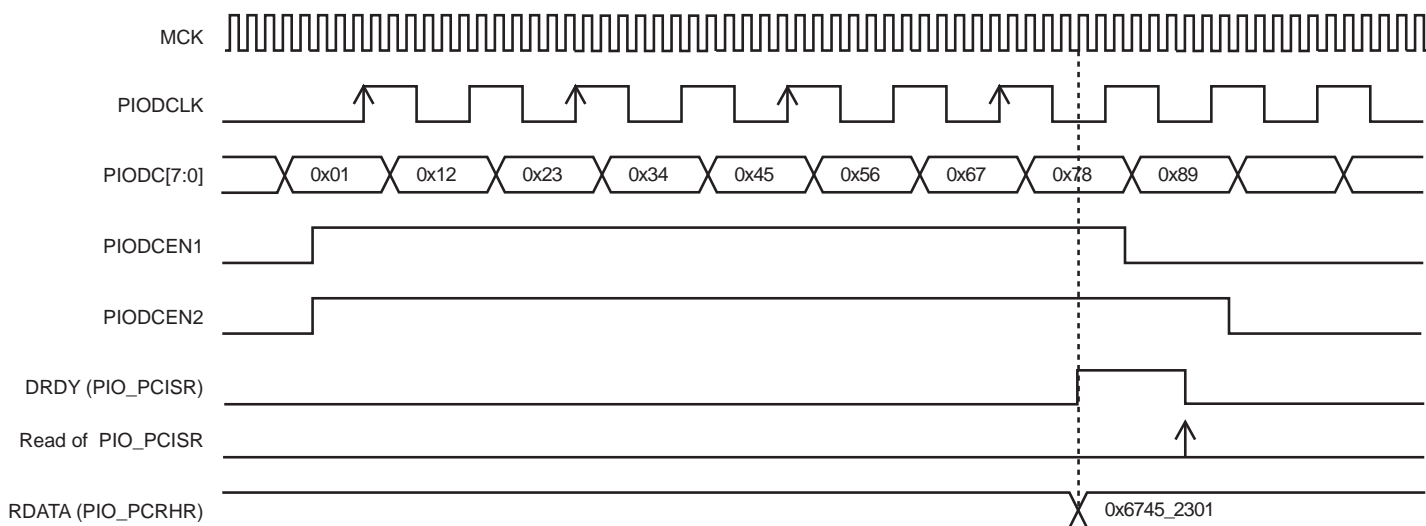 MCK
PIODCLK
PIODC[7:0] 0x01 0x12 0x23 0x34 0x45 0x56 0x67 0x78 0x89
PIODCEN1
PIODCEN2
DRDY (PIO_PCISR)
Read of PIO_PCISR
RDATA (PIO_PCRHR) 0x6745_2301